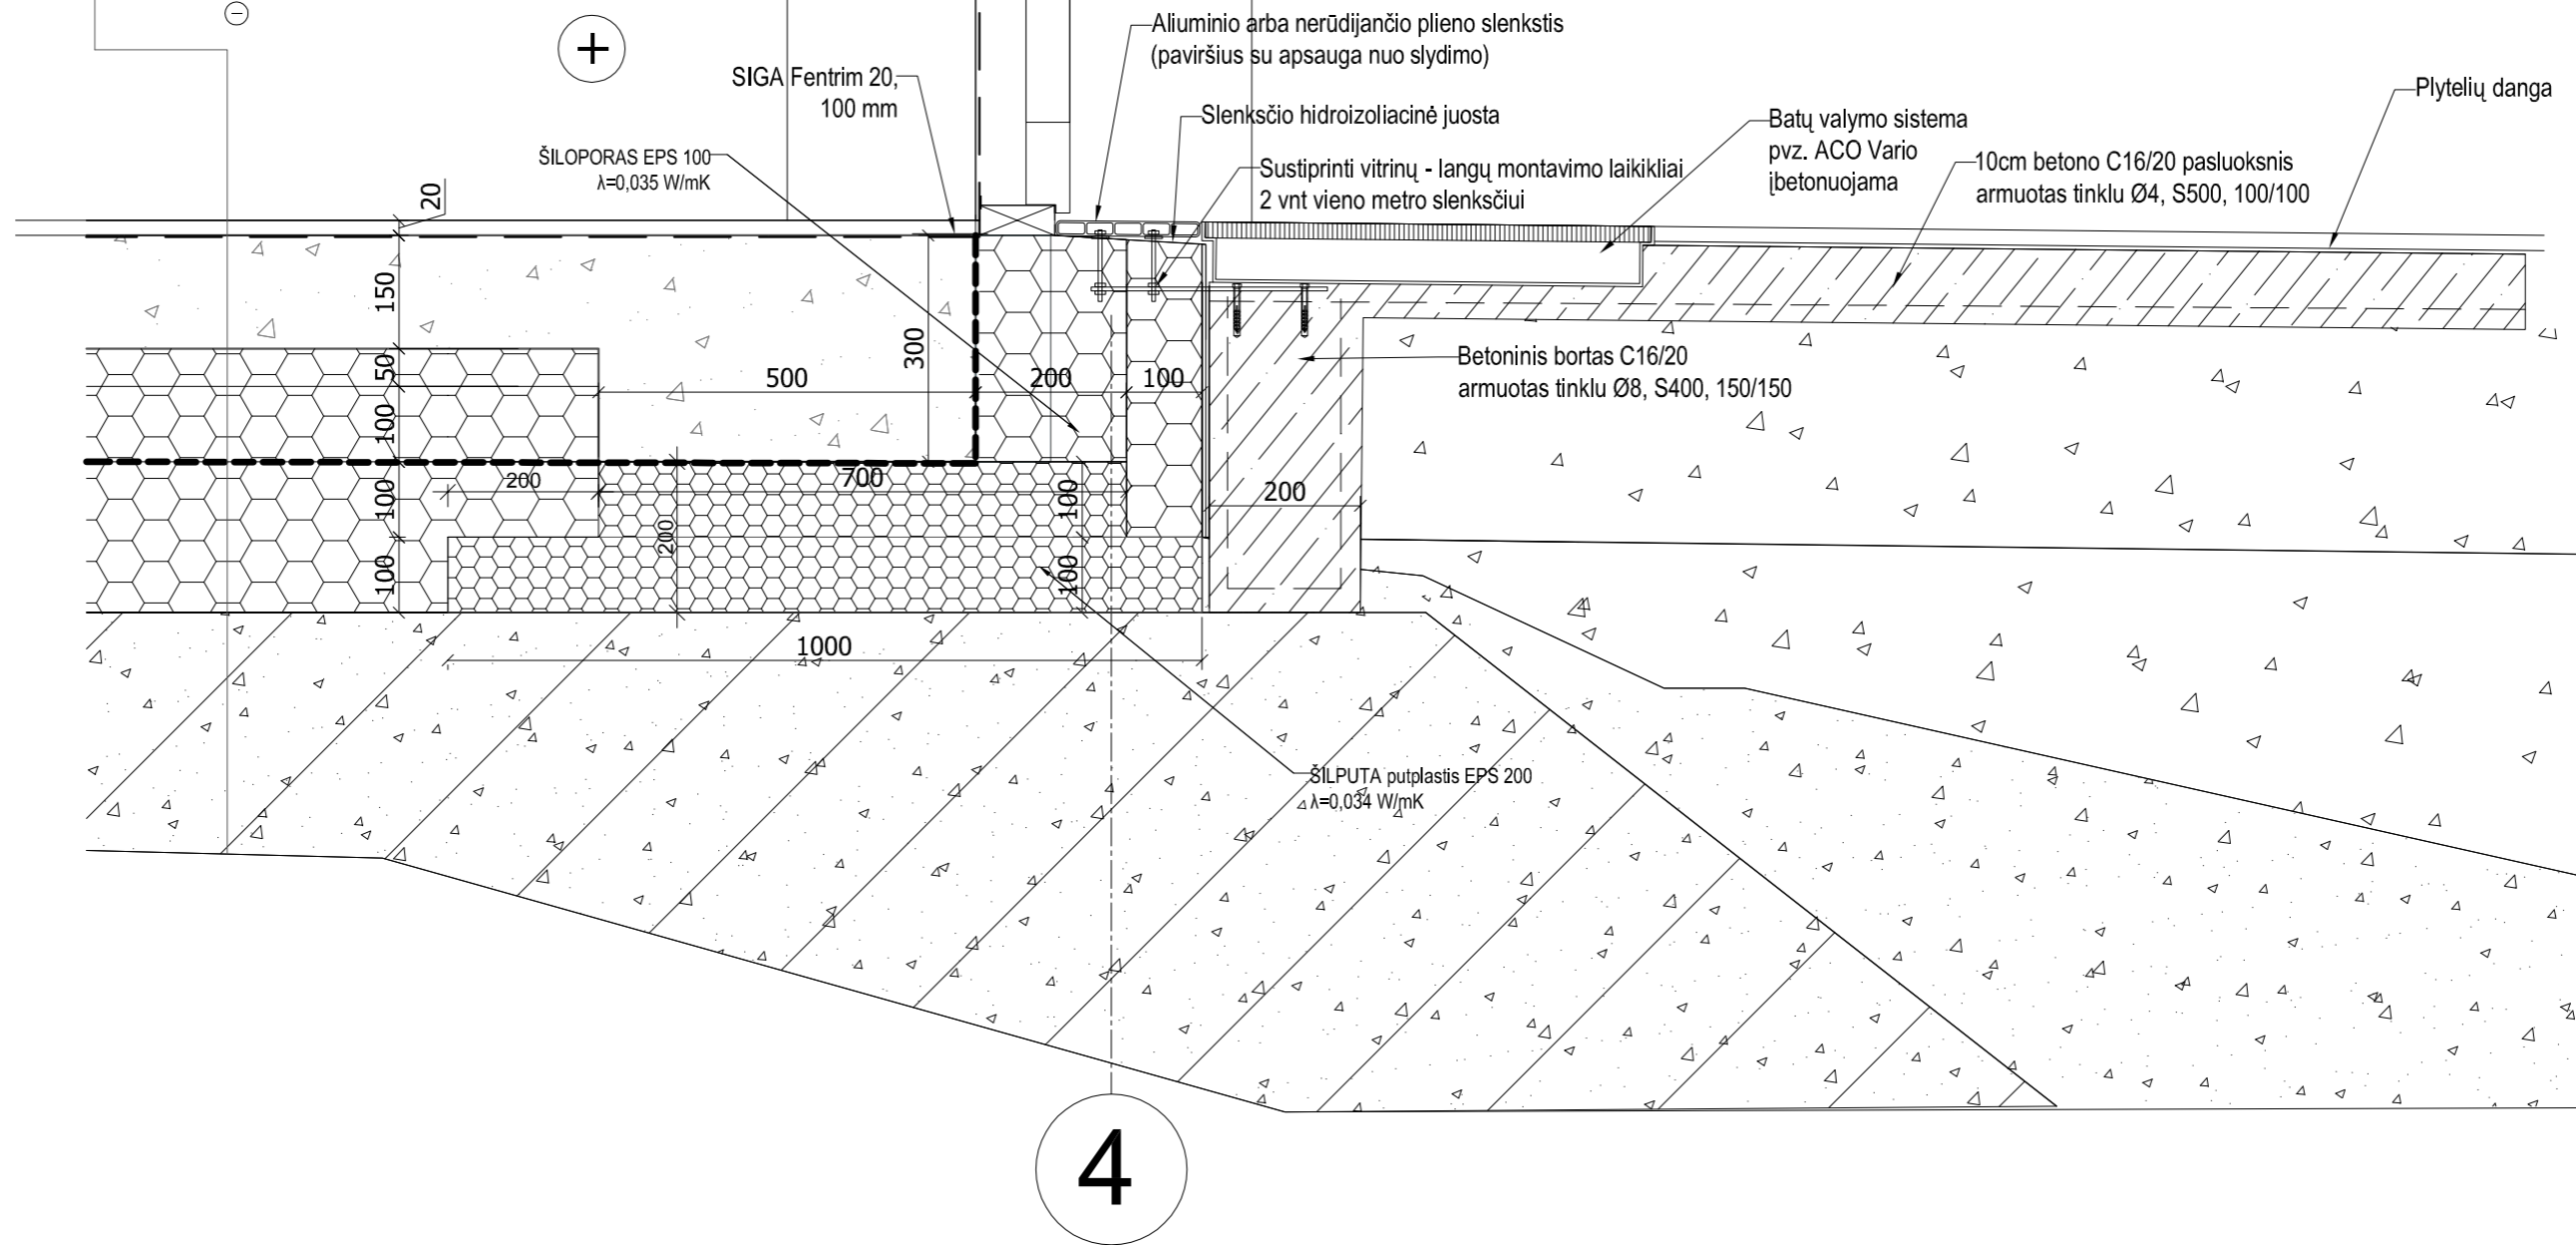 Aliuminio arba nerūdijančio plieno slenkstis
(paviršius su apsauga nuo slydimo)
SIGA Fentrim 20,
100 mm
Plytelių danga
Slenksčio hidroizoliacinė juosta
Batų valymo sistema
pvz. ACO Vario
įbetonuojama
ŠILOPORAS EPS 100
λ=0,035 W/mK
Sustiprinti vitrinų - langų montavimo laikikliai
2 vnt vieno metro slenksčiui
10cm betono C16/20 pasluoksnis
armuotas tinklu Ø4, S500, 100/100
20
150
300
50
500
200
100
Betoninis bortas C16/20
armuotas tinklu Ø8, S400, 150/150
100
200
700
100
100
200
200
100
100
1000
ŠILPUTA putplastis EPS 200
λ=0,034 W/mK
4